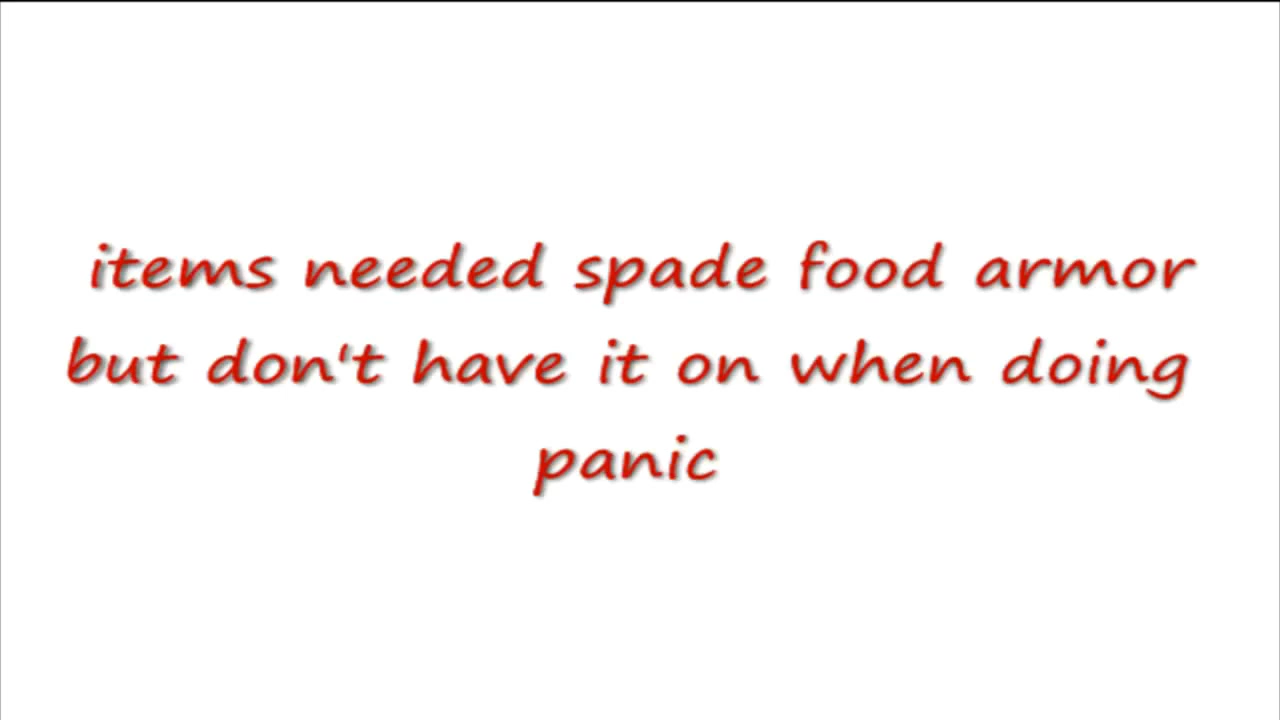 items needed spade food armor
but don't have it on when doing
panic